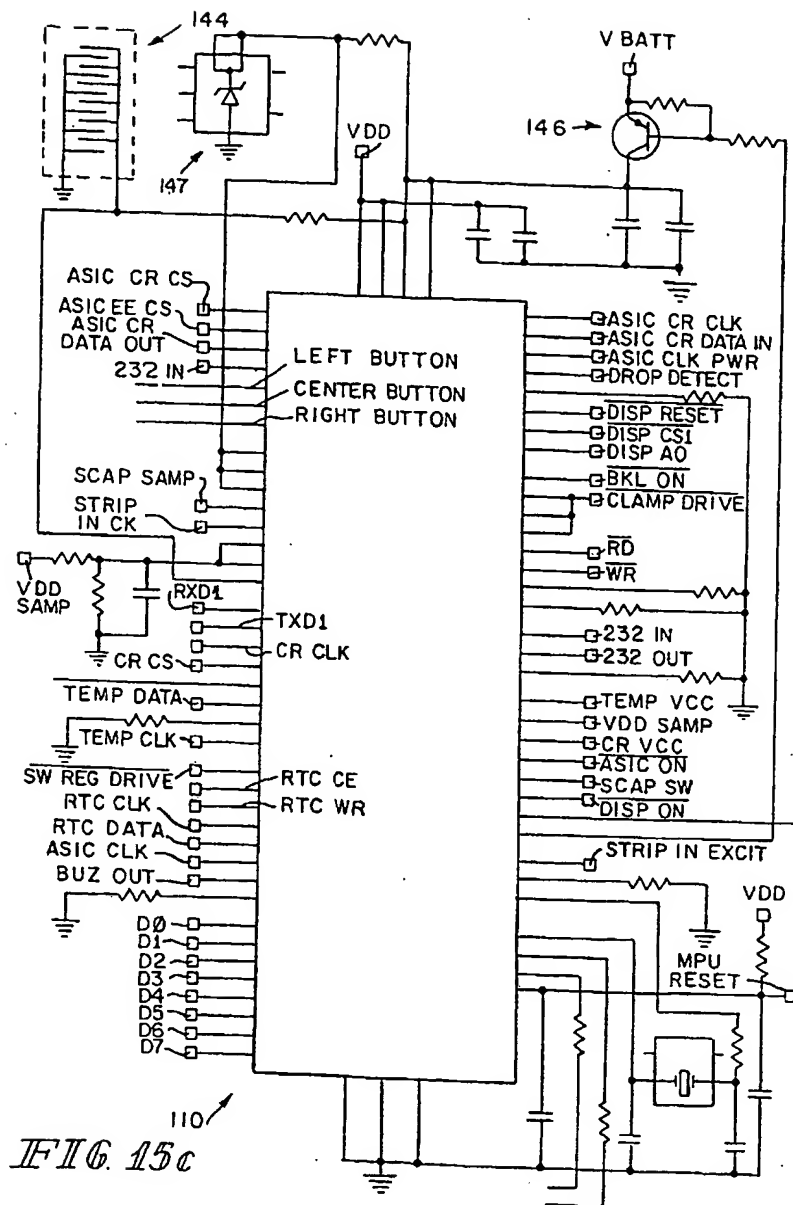 144
147
VDD
V BATT
146
ASIC CR CS
ASIC EE CS
ASIC CR
DATA OUT
232 IN
LEFT BUTTON
CENTER BUTTON
RIGHT BUTTON
SCAP SAMP
STRIP
IN CK
VDD
SAMP
RXD1
TXD1
CR CLK
CR CS
TEMP DATA
TEMP CLK
SW REG DRIVE
RTC CE
RTC WR
RTC CLK
RTC DATA
ASIC CLK
BUZ OUT
DØ
D1
D2
D3
D4
D5
D6
D7
ASIC CR CLK
ASIC CR DATA IN
ASIC CLK PWR
DROP DETECT
DISP RESET
DISP CS1
DISP AO
BKL ON
CLAMP DRIVE
RD
WR
232 IN
232 OUT
TEMP VCC
VDD SAMP
CR VCC
ASIC ON
SCAP SW
DISP ON
STRIP IN EXCIT
VDD
MPU
RESET
110
FIG. 15c